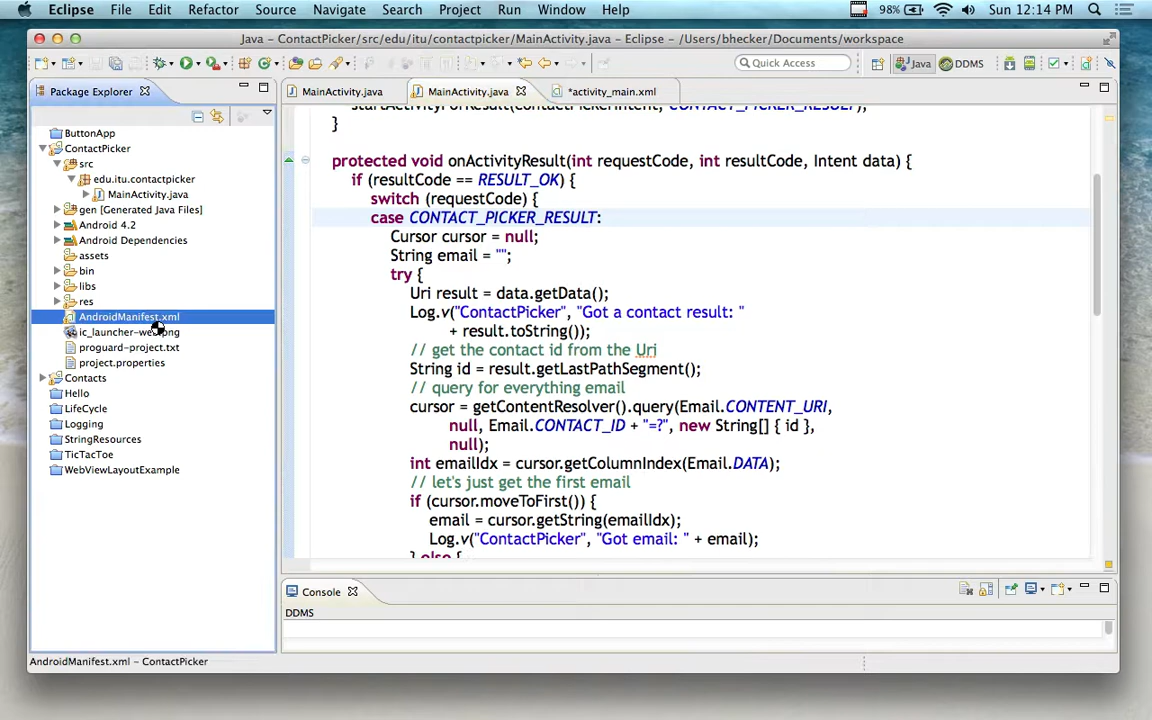 Eclipse File Edit Refactor Source Navigate Search Project Run Window Help 98% Sun 12:14 PM
Java – ContactPicker/src/edu/itu/contactpicker/MainActivity.java – Eclipse – /Users/bhecker/Documents/workspace
Quick Access Java DDMS
Package Explorer
ButtonApp
ContactPicker
src
edu.itu.contactpicker
MainActivity.java
gen [Generated Java Files]
Android 4.2
Android Dependencies
assets
bin
libs
res
AndroidManifest.xml
proguard-project.txt
project.properties
Contacts
Hello
LifeCycle
Logging
StringResources
TicTacToe
WebViewLayoutExample
MainActivity.java MainActivity.java *activity_main.xml
startActivityForResult(contactPickerIntent, CONTACT_PICKER_RESULT);
}
protected void onActivityResult(int requestCode, int resultCode, Intent data) {
if (resultCode == RESULT_OK) {
switch (requestCode) {
case CONTACT_PICKER_RESULT:
Cursor cursor = null;
String email = "";
try {
Uri result = data.getData();
Log.v("ContactPicker", "Got a contact result: "
+ result.toString());
// get the contact id from the Uri
String id = result.getLastPathSegment();
// query for everything email
cursor = getContentResolver().query(Email.CONTENT_URI,
null, Email.CONTACT_ID + "=?", new String[] { id },
null);
int emailIdx = cursor.getColumnIndex(Email.DATA);
// let's just get the first email
if (cursor.moveToFirst()) {
email = cursor.getString(emailIdx);
Log.v("ContactPicker", "Got email: " + email);
} else {
Console
DDMS
AndroidManifest.xml – ContactPicker